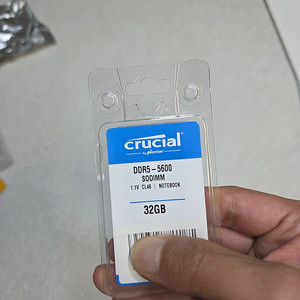 crucial
by Micron
DDR5-5600
SODIMM
1.1V CL46 | NOTEBOOK
32GB